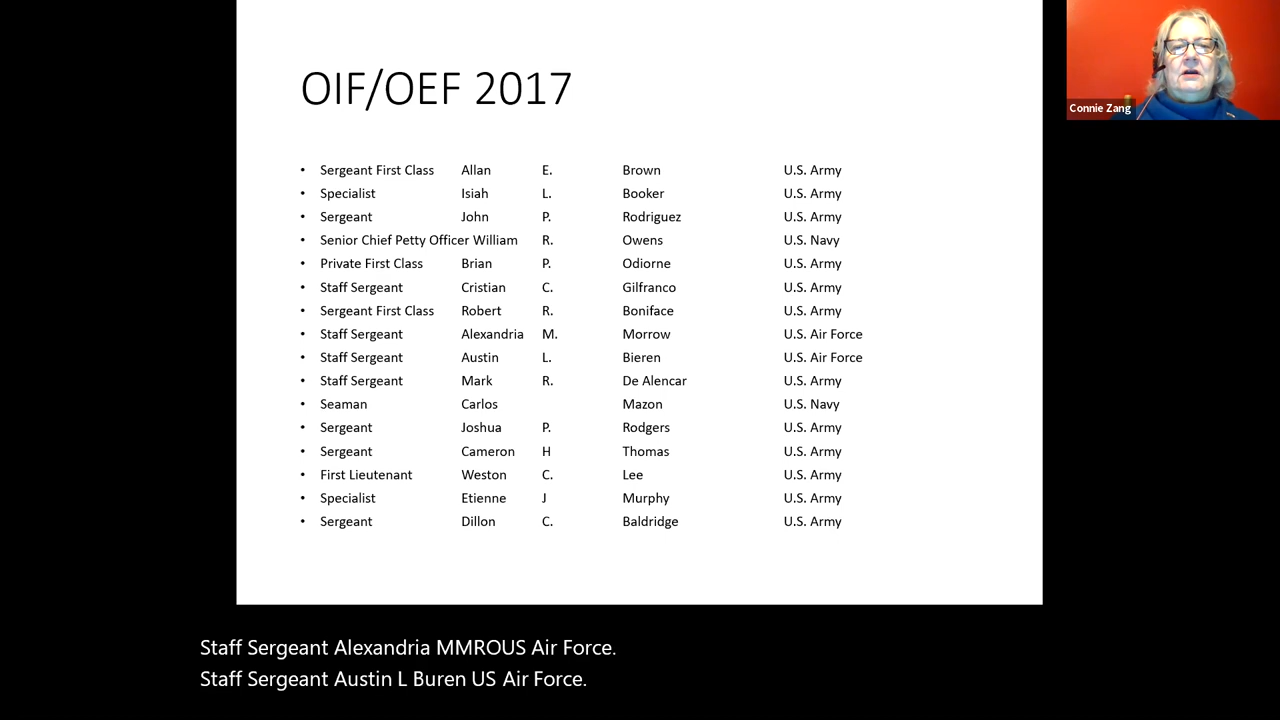 OIF/OEF 2017
Connie Zang
• Sergeant First Class Allan E. Brown U.S. Army
• Specialist Isiah L. Booker U.S. Army
• Sergeant John P. Rodriguez U.S. Army
• Senior Chief Petty Officer William R. Owens U.S. Navy
• Private First Class Brian P. Odiorne U.S. Army
• Staff Sergeant Cristian C. Gilfranco U.S. Army
• Sergeant First Class Robert R. Boniface U.S. Army
• Staff Sergeant Alexandria M. Morrow U.S. Air Force
• Staff Sergeant Austin L. Bieren U.S. Air Force
• Staff Sergeant Mark R. De Alencar U.S. Army
• Seaman Carlos Mazon U.S. Navy
• Sergeant Joshua P. Rodgers U.S. Army
• Sergeant Cameron H Thomas U.S. Army
• First Lieutenant Weston C. Lee U.S. Army
• Specialist Etienne J Murphy U.S. Army
• Sergeant Dillon C. Baldridge U.S. Army
Staff Sergeant Alexandria MMROUS Air Force.
Staff Sergeant Austin L Buren US Air Force.